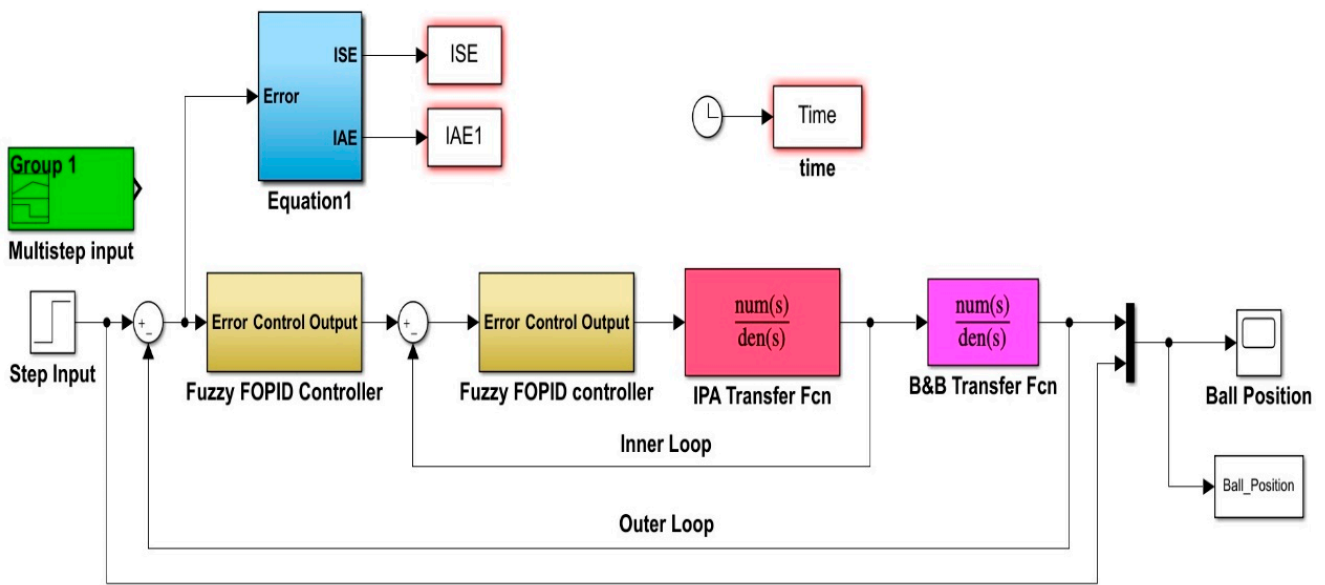 ISE
ISE
Error
Time
IAE
IAE1
time
Group 1
Equation1
Multistep input
+
−
Error Control Output
+
−
Error Control Output
num(s)
den(s)
num(s)
den(s)
Step Input
Fuzzy FOPID Controller
Fuzzy FOPID controller
IPA Transfer Fcn
B&B Transfer Fcn
Ball Position
Inner Loop
Ball_Position
Outer Loop